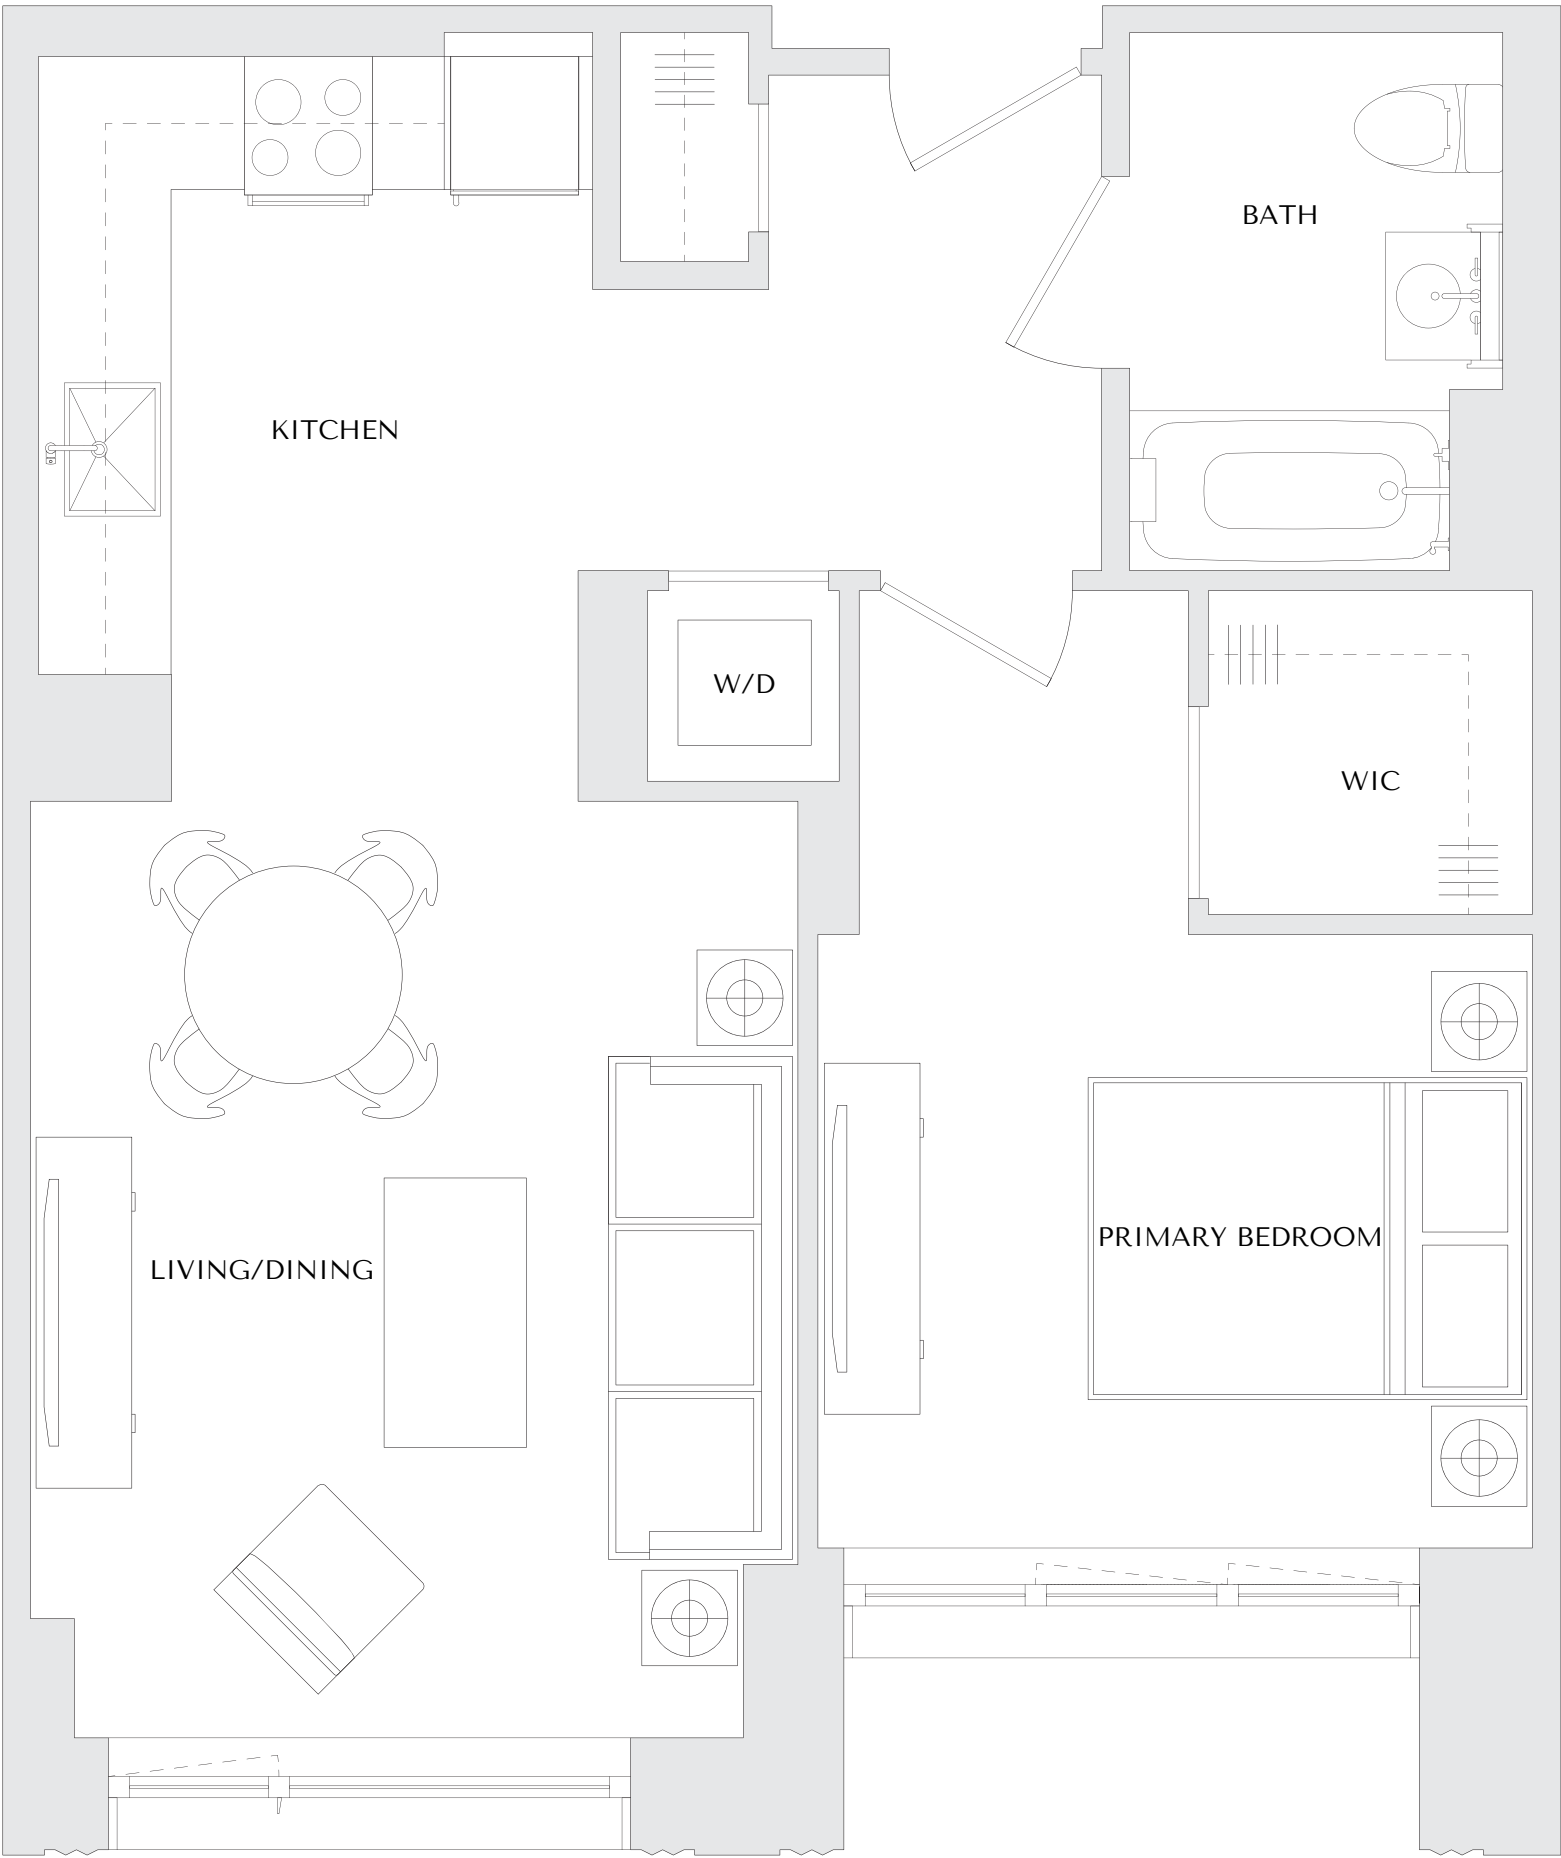 BATH
KITCHEN
W/D
WIC
PRIMARY BEDROOM
LIVING/DINING